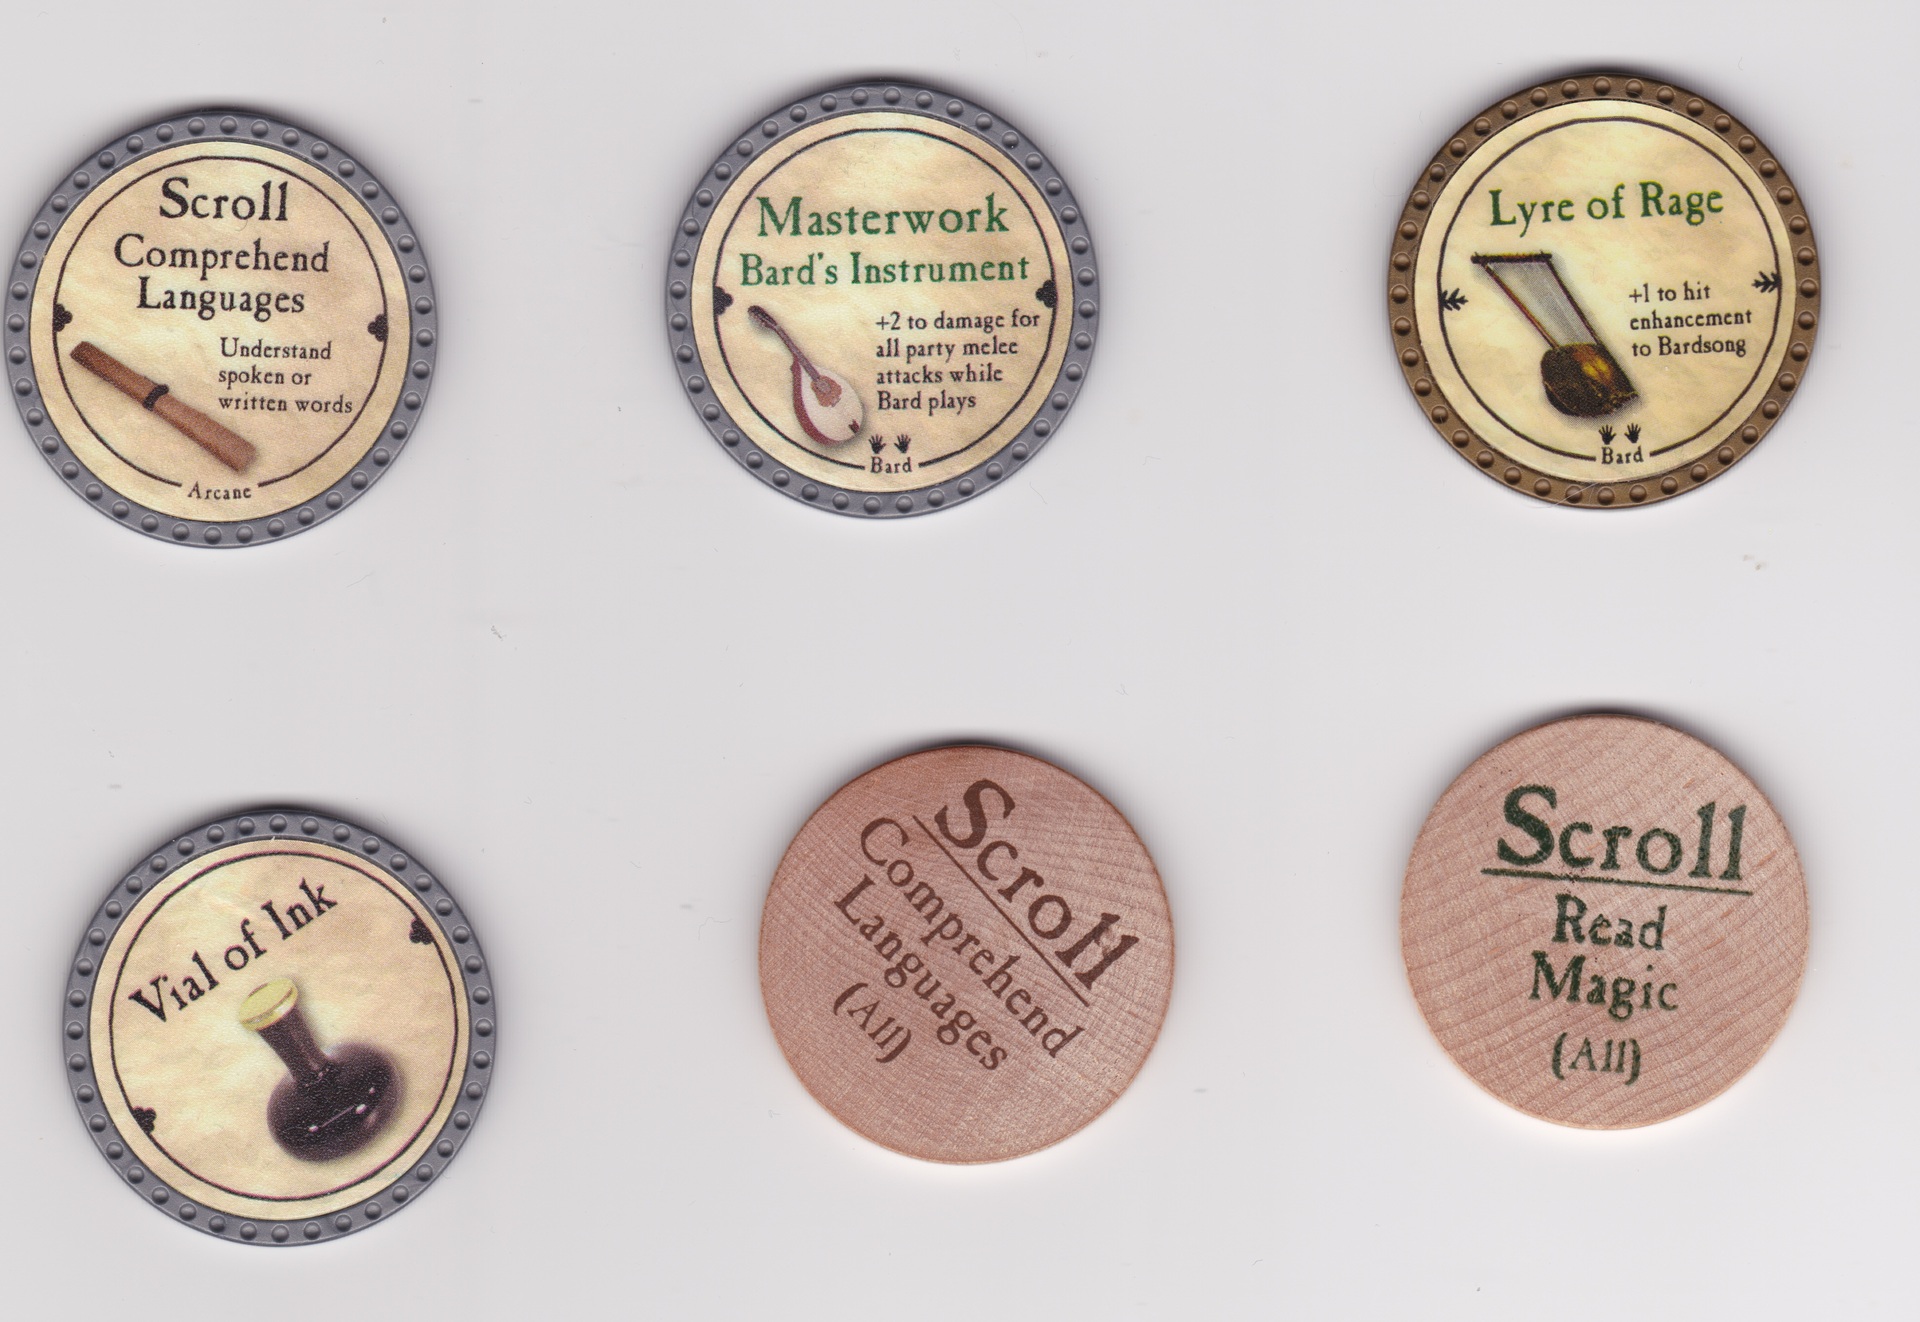 Scroll
Comprehend
Languages
Understand
spoken or
written words
Arcane
Masterwork
Bard's Instrument
+2 to damage for
all party melee
attacks while
Bard plays
Bard
Lyre of Rage
+1 to hit
enhancement
to Bardsong
Bard
Vial of Ink
Scroll
Comprehend
Languages
(All)
Scroll
Read
Magic
(All)